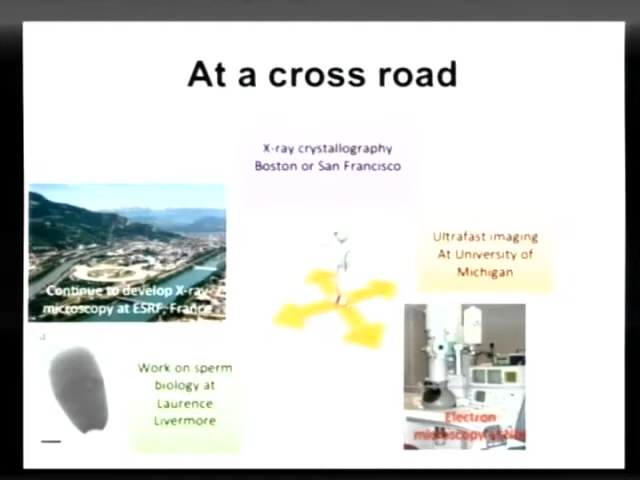 At a cross road
X-ray crystallography
Boston or San Francisco
Ultrafast imaging
At University of
Michigan
Continue to develop X-ray
microscopy at ESRF, France
Work on sperm
biology at
Laurence
Livermore
Electron
microscopy